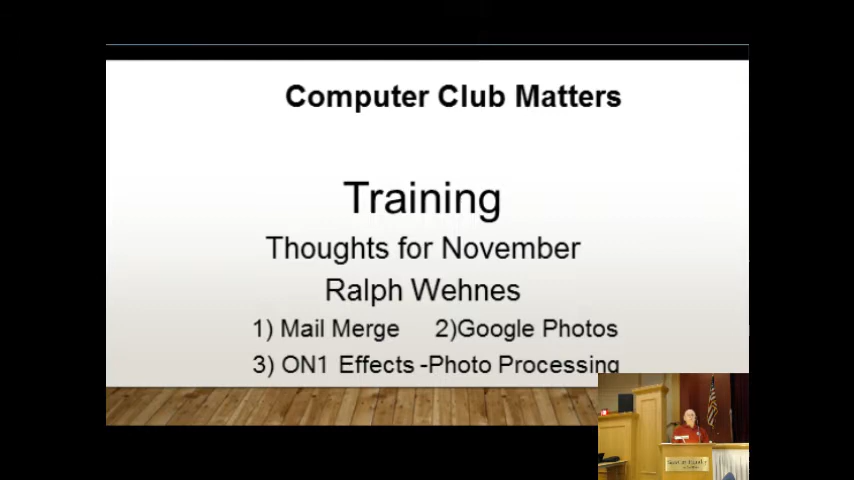 Computer Club Matters
Training
Thoughts for November
Ralph Wehnes
1) Mail Merge 2)Google Photos
3) ON1 Effects -Photo Processing